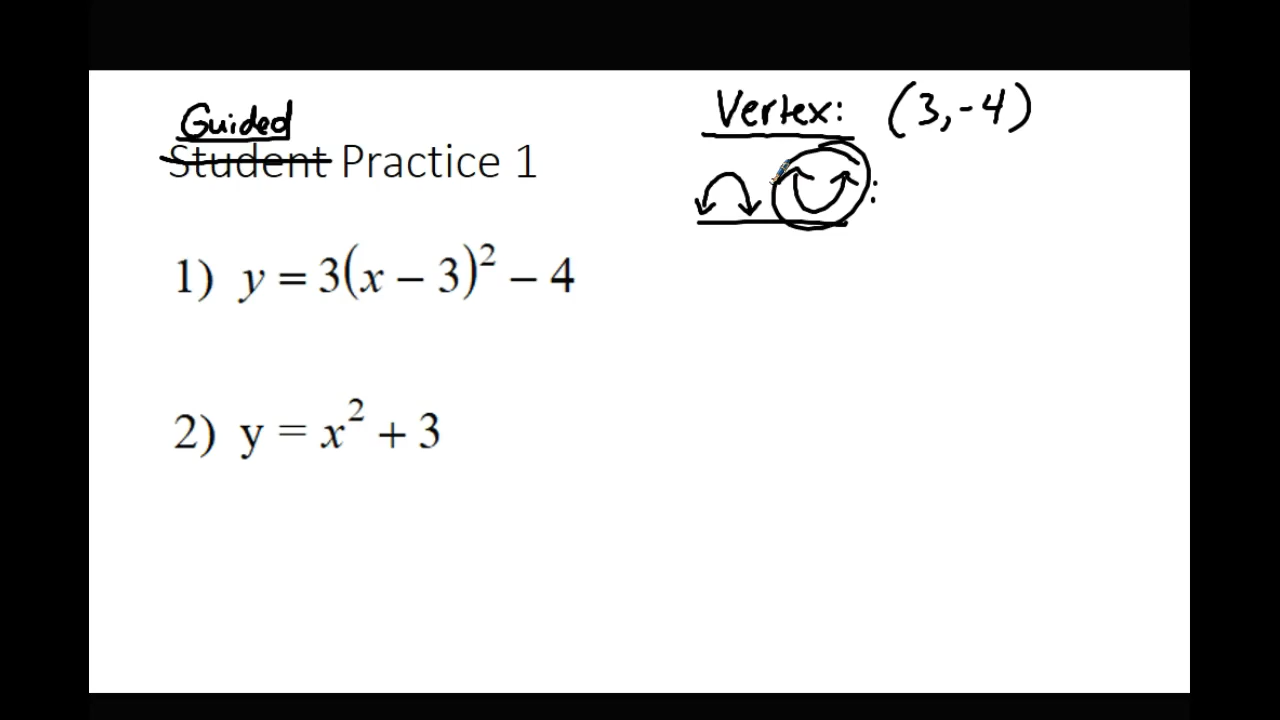 Guided
Student Practice 1
Vertex: (3,-4)
:
1) y = 3(x – 3)² – 4
2) y = x² + 3